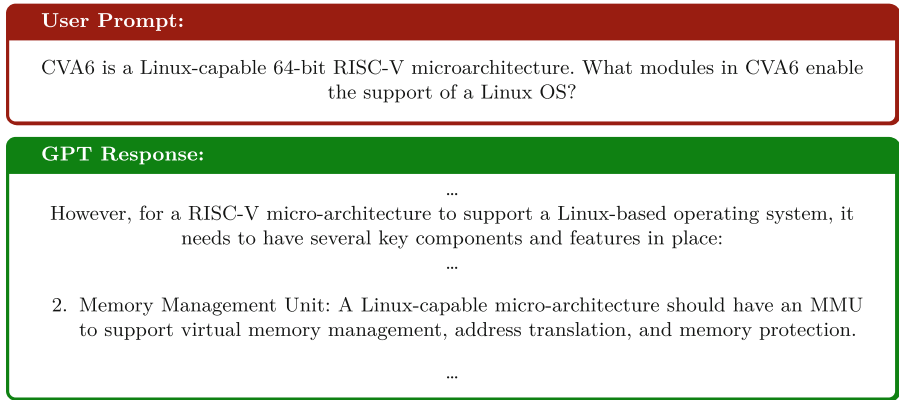 User Prompt:
CVA6 is a Linux-capable 64-bit RISC-V microarchitecture. What modules in CVA6 enable
the support of a Linux OS?
GPT Response:
...
However, for a RISC-V micro-architecture to support a Linux-based operating system, it
needs to have several key components and features in place:
...
2. Memory Management Unit: A Linux-capable micro-architecture should have an MMU
to support virtual memory management, address translation, and memory protection.
...